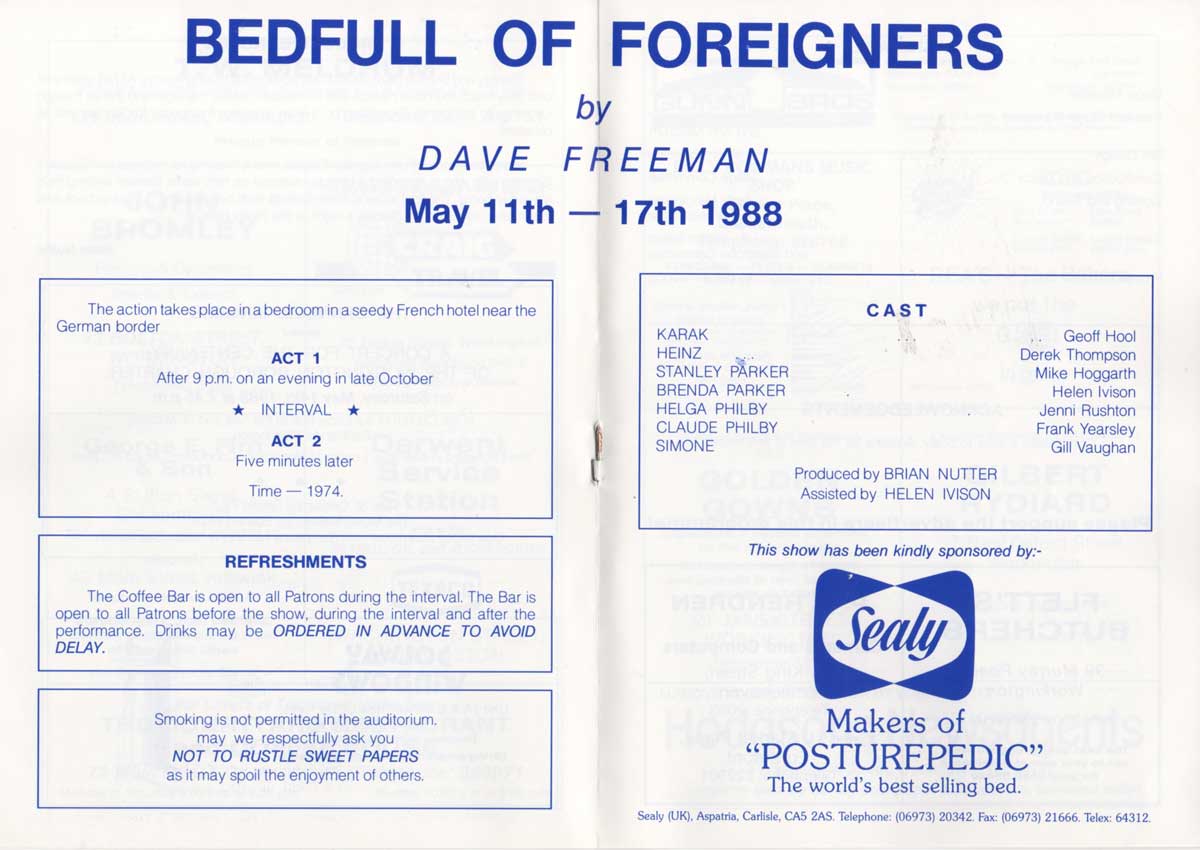 BEDFULL OF FOREIGNERS
by
DAVE FREEMAN
May 11th — 17th 1988
The action takes place in a bedroom in a seedy French hotel near the
German border
ACT 1
After 9 p.m. on an evening in late October
★ INTERVAL ★
ACT 2
Five minutes later
Time — 1974.
REFRESHMENTS
The Coffee Bar is open to all Patrons during the interval. The Bar is
open to all Patrons before the show, during the interval and after the
performance. Drinks may be ORDERED IN ADVANCE TO AVOID
DELAY.
Smoking is not permitted in the auditorium.
may we respectfully ask you
NOT TO RUSTLE SWEET PAPERS
as it may spoil the enjoyment of others.
CAST
KARAK Geoff Hool
HEINZ Derek Thompson
STANLEY PARKER Mike Hoggarth
BRENDA PARKER Helen Ivison
HELGA PHILBY Jenni Rushton
CLAUDE PHILBY Frank Yearsley
SIMONE Gill Vaughan
Produced by BRIAN NUTTER
Assisted by HELEN IVISON
This show has been kindly sponsored by:-
Sealy
Makers of
“POSTUREPEDIC”
The world's best selling bed.
Sealy (UK), Aspatria, Carlisle, CA5 2AS. Telephone: (06973) 20342. Fax: (06973) 21666. Telex: 64312.